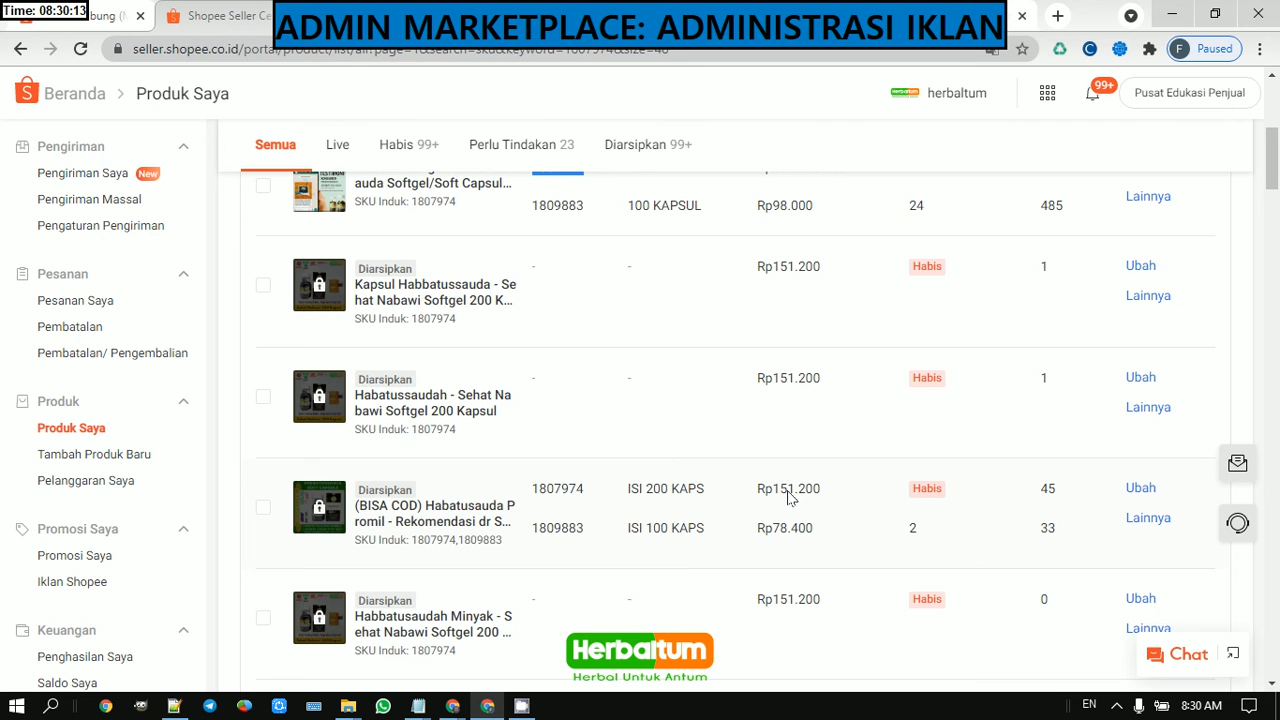 Time: 08:30:13
Shopee Seller Ce
ADMIN MARKETPLACE: ADMINISTRASI IKLAN
F Paused
Beranda > Produk Saya
herbaltum
99+
Pusat Edukasi Penjual
Semua Live Habis 99+ Perlu Tindakan 23 Diarsipkan 99+
Pengiriman
Pengiriman Saya New
Pengiriman Massal
Pengaturan Pengiriman
Pesanan
Pesanan Saya
Pembatalan
Pembatalan/ Pengembalian
Produk
Produk Saya
Tambah Produk Baru
Pelanggaran Saya
Promosi Saya
Promosi Saya
Iklan Shopee
Keuangan
Penghasilan Saya
Saldo Saya
auda Softgel/Soft Capsul...
SKU Induk: 1807974
1809883 100 KAPSUL Rp98.000 24 485
Lainnya
Diarsipkan
Kapsul Habbatussauda - Se
hat Nabawi Softgel 200 K...
SKU Induk: 1807974
- - Rp151.200 Habis 1 Ubah
Lainnya
Diarsipkan
Habatussaudah - Sehat Na
bawi Softgel 200 Kapsul
SKU Induk: 1807974
- - Rp151.200 Habis 1 Ubah
Lainnya
Diarsipkan
(BISA COD) Habatusauda P
romil - Rekomendasi dr S...
SKU Induk: 1807974,1809883
1807974 ISI 200 KAPS Rp151.200 Habis 45 Ubah
1809883 ISI 100 KAPS Rp78.400 2 33
Lainnya
Diarsipkan
Habbatusaudah Minyak - S
ehat Nabawi Softgel 200 ...
SKU Induk: 1807974
- - Rp151.200 Habis 0 Ubah
Lainnya
Herbaltum
Herbal Untuk Antum
Chat
EN 8:30 AM